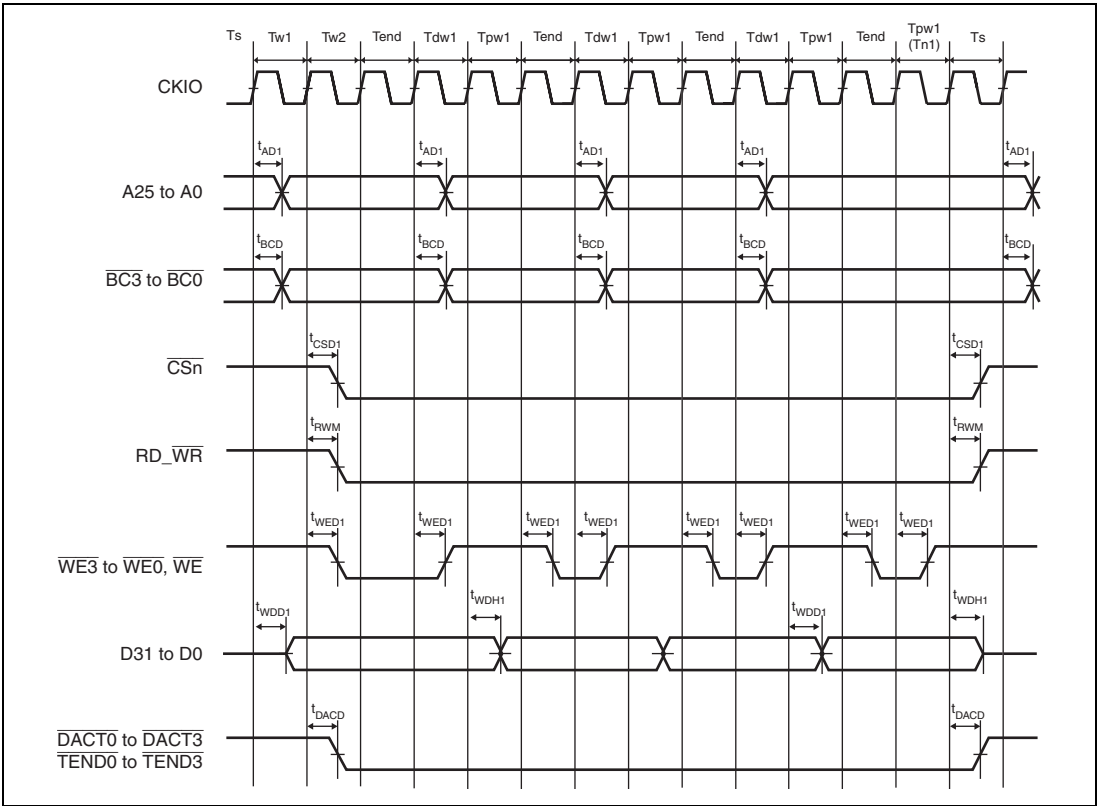 Ts Tw1 Tw2 Tend Tdw1 Tpw1 Tend Tdw1 Tpw1 Tend Tdw1 Tpw1 Tend Tpw1 (Tn1) Ts
CKIO
tAD1 tAD1 tAD1 tAD1 tAD1
A25 to A0
tBCD tBCD tBCD tBCD tBCD
BC3 to BC0
tCSD1 tCSD1
CSn
tRWM tRWM
RD_WR
tWED1 tWED1 tWED1 tWED1 tWED1 tWED1 tWED1 tWED1
WE3 to WE0, WE
tWDD1 tWDH1 tWDD1 tWDH1
D31 to D0
tDACD tDACD
DACT0 to DACT3
TEND0 to TEND3